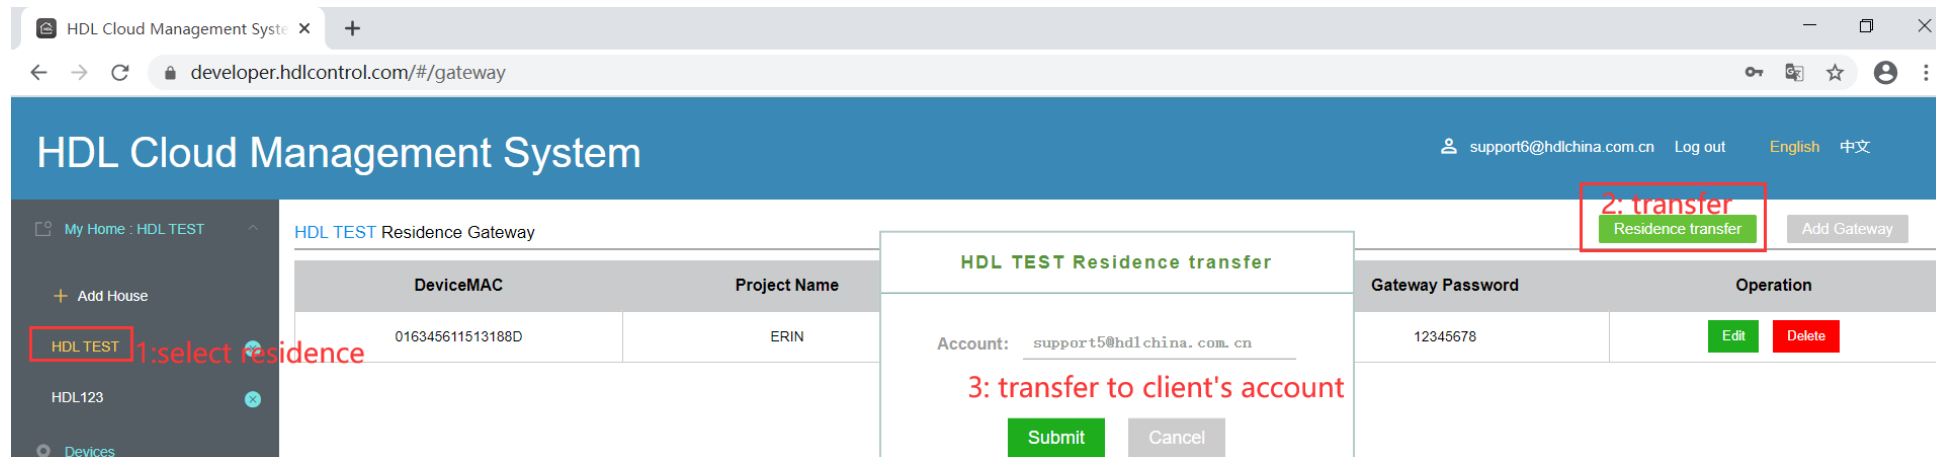 HDL Cloud Management Syste
developer.hdlcontrol.com/#/gateway
HDL Cloud Management System
support6@hdlchina.com.cn Log out English 中文
2: transfer
My Home : HDL TEST
HDL TEST Residence Gateway
Residence transfer
Add Gateway
HDL TEST Residence transfer
DeviceMAC Project Name Gateway Password Operation
+ Add House
016345611513188D ERIN 12345678 Edit Delete
HDL TEST
1:select residence
Account: support5@hdlchina.com.cn
3: transfer to client's account
HDL123
Submit Cancel
Devices